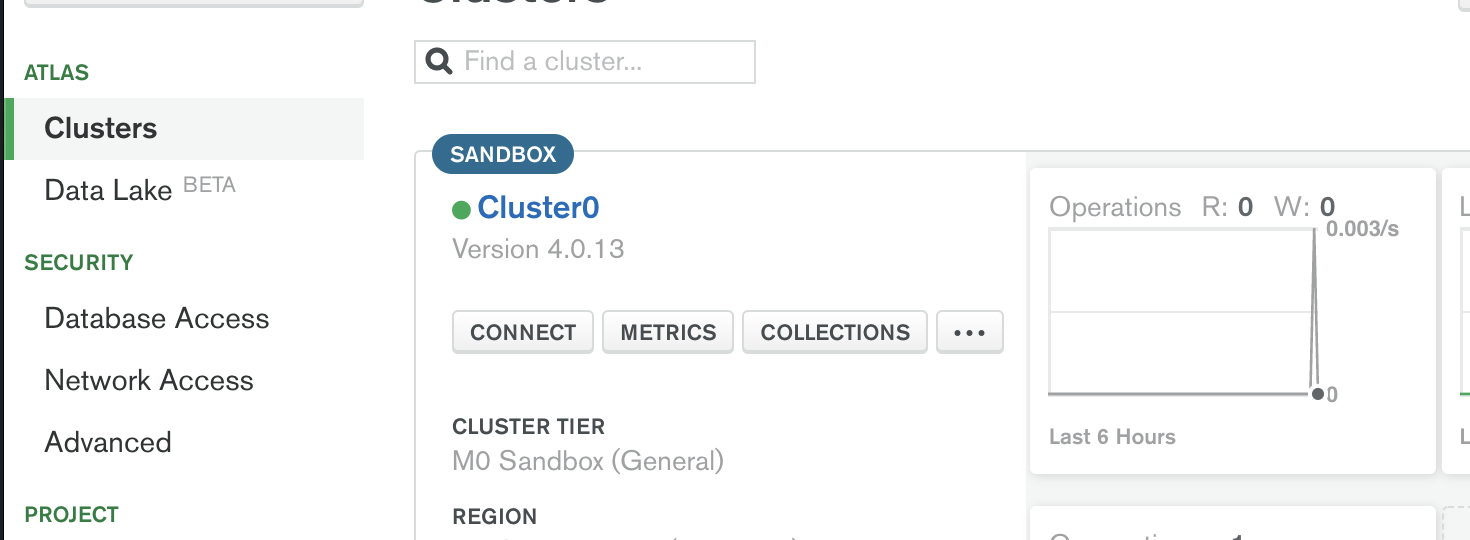 Clusters
ATLAS
Clusters
Data Lake BETA
SECURITY
Database Access
Network Access
Advanced
PROJECT
Find a cluster...
SANDBOX
Cluster0
Version 4.0.13
CONNECT
METRICS
COLLECTIONS
CLUSTER TIER
M0 Sandbox (General)
REGION
Operations R: 0 W: 0
0.003/s
0
Last 6 Hours